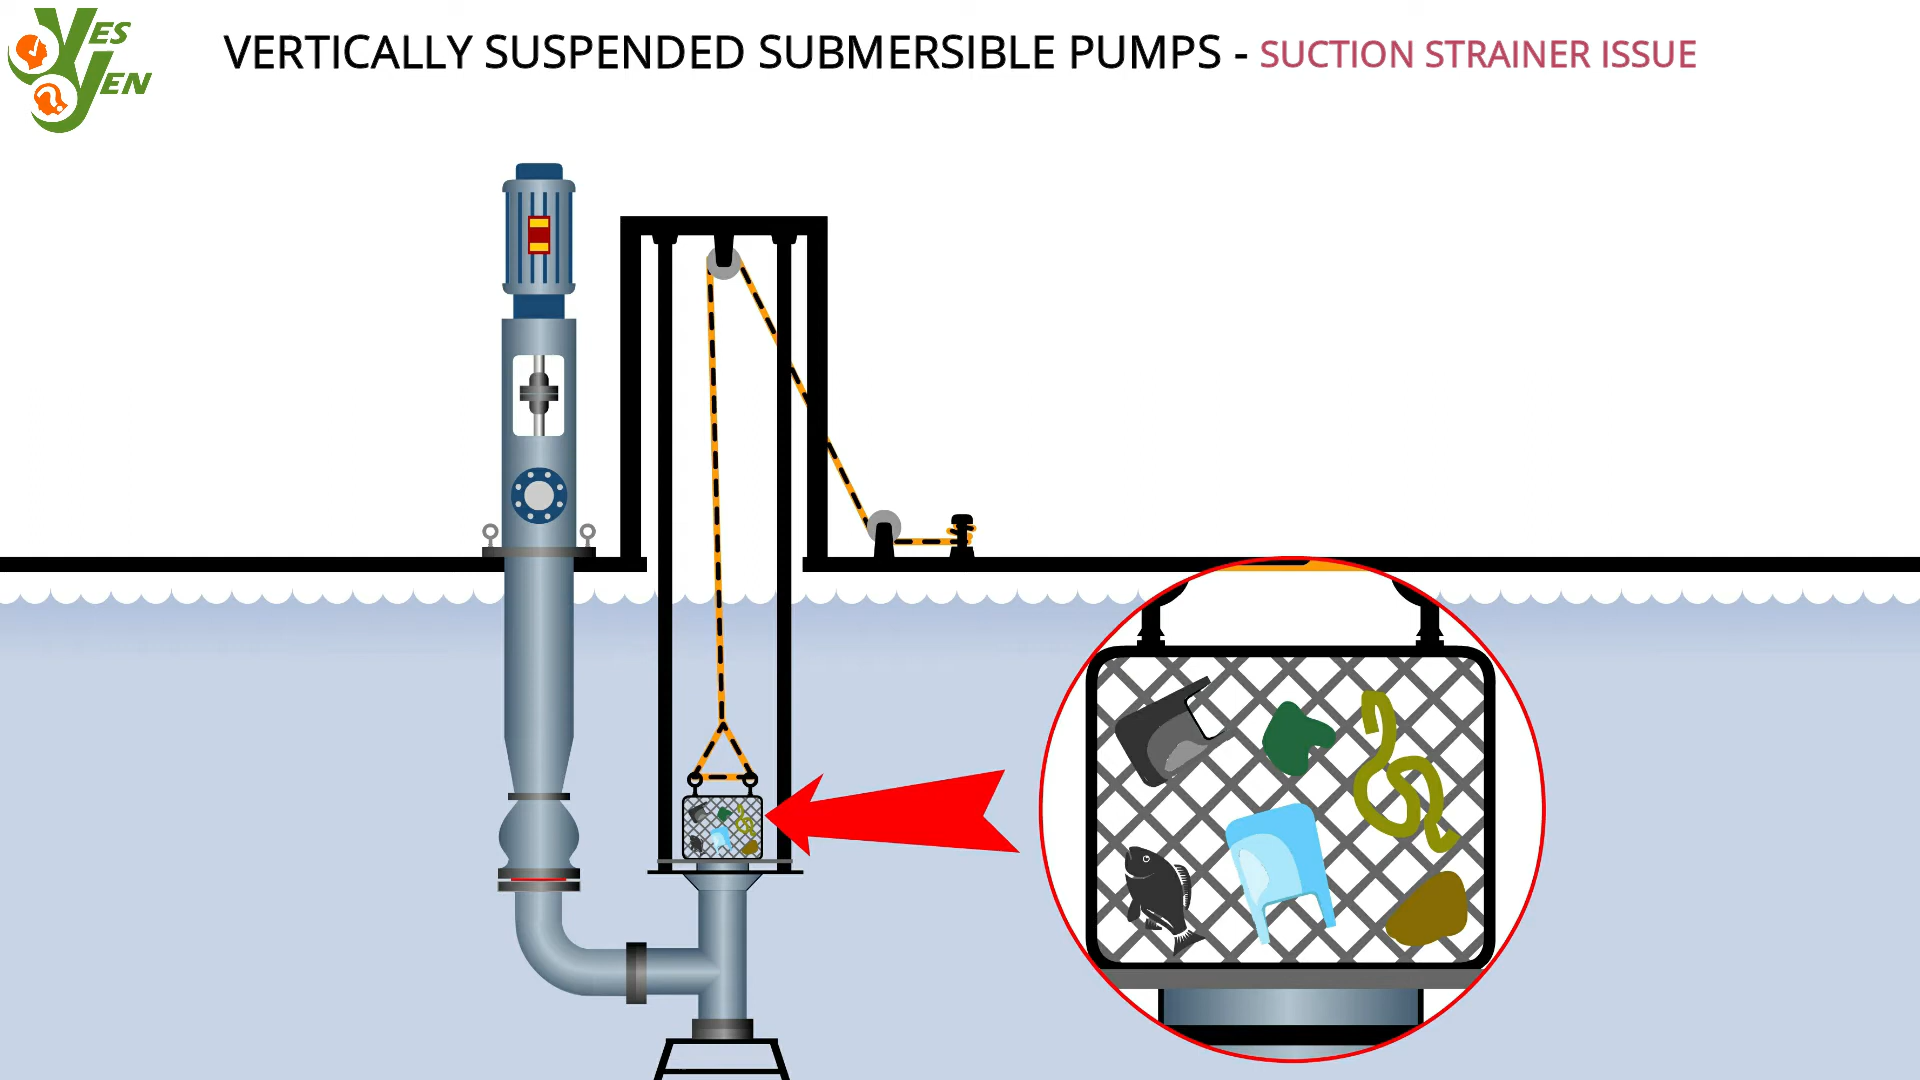 YES
YEN
VERTICALLY SUSPENDED SUBMERSIBLE PUMPS - SUCTION STRAINER ISSUE